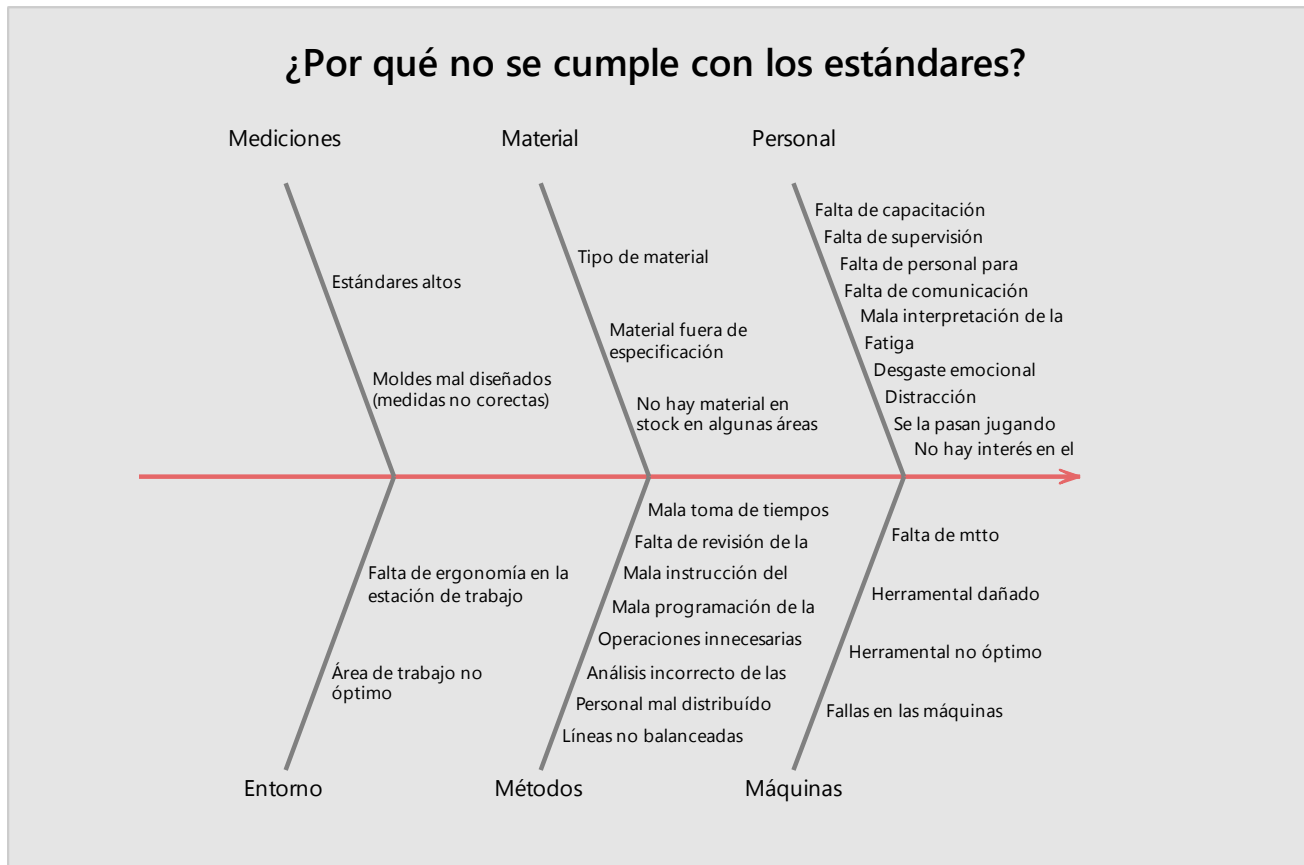 ¿Por qué no se cumple con los estándares?
Mediciones
Material
Personal
Estándares altos
Moldes mal diseñados
(medidas no corectas)
Tipo de material
Material fuera de
especificación
No hay material en
stock en algunas áreas
Falta de capacitación
Falta de supervisión
Falta de personal para
Falta de comunicación
Mala interpretación de la
Fatiga
Desgaste emocional
Distracción
Se la pasan jugando
No hay interés en el
Falta de ergonomía en la
estación de trabajo
Área de trabajo no
óptimo
Mala toma de tiempos
Falta de revisión de la
Mala instrucción del
Mala programación de la
Operaciones innecesarias
Análisis incorrecto de las
Personal mal distribuído
Líneas no balanceadas
Falta de mtto
Herramental dañado
Herramental no óptimo
Fallas en las máquinas
Entorno
Métodos
Máquinas